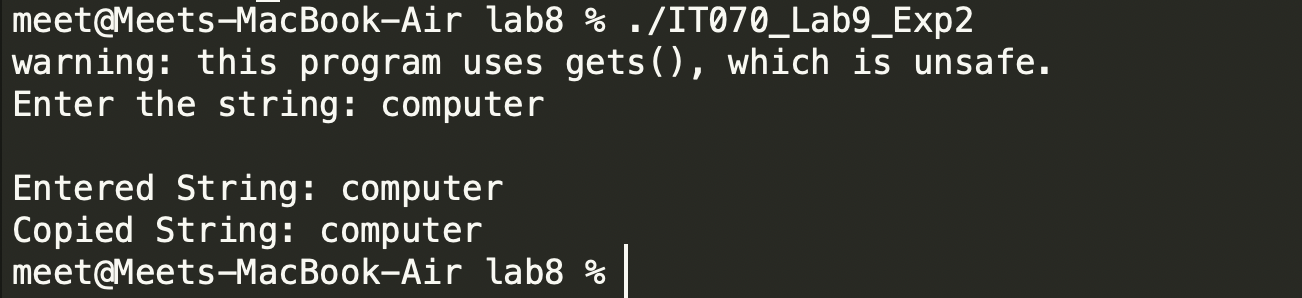 meet@Meets-MacBook-Air lab8 % ./IT070_Lab9_Exp2
warning: this program uses gets(), which is unsafe.
Enter the string: computer
Entered String: computer
Copied String: computer
meet@Meets-MacBook-Air lab8 %